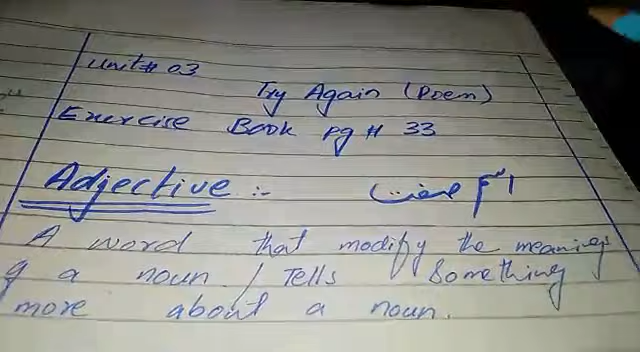 Unit # 03
Try Again (Poem)
Exercise Book pg # 33
Adjective :- اسم صفت
A word that modify the meanings
of a noun / Tells Something
more about a noun.